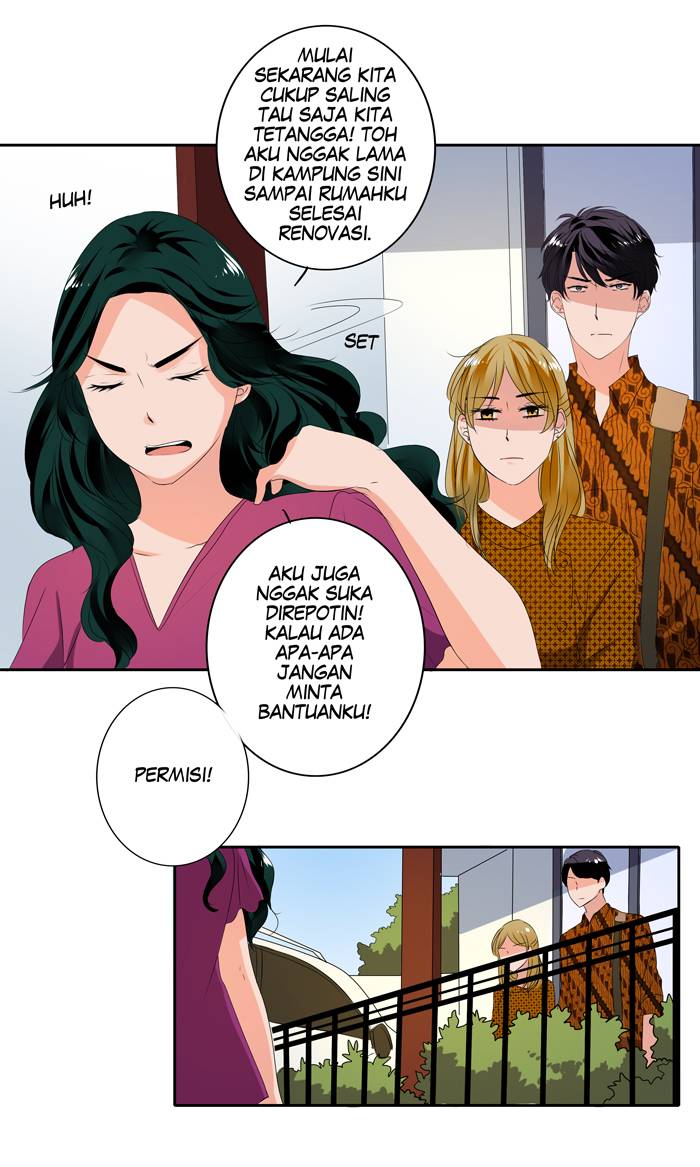 MULAI
SEKARANG KITA
CUKUP SALING
TAU SAJA KITA
TETANGGA! TOH
AKU NGGAK LAMA
DI KAMPUNG SINI
SAMPAI RUMAHKU
SELESAI
RENOVASI.
HUH!
SET
AKU JUGA
NGGAK SUKA
DIREPOTIN!
KALAU ADA
APA-APA
JANGAN
MINTA
BANTUANKU!
PERMISI!